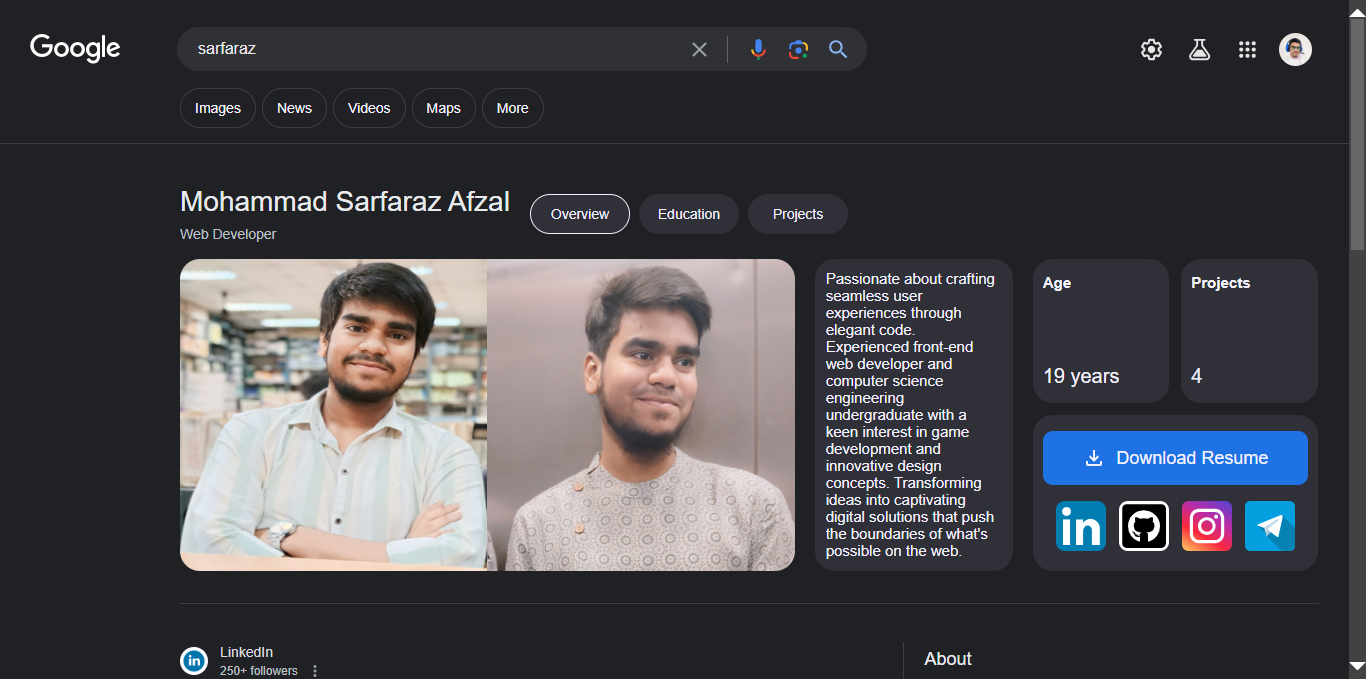 Google
sarfaraz
Images
News
Videos
Maps
More
Mohammad Sarfaraz Afzal
Web Developer
Overview
Education
Projects
Passionate about crafting
seamless user
experiences through
elegant code.
Experienced front-end
web developer and
computer science
engineering
undergraduate with a
keen interest in game
development and
innovative design
concepts. Transforming
ideas into captivating
digital solutions that push
the boundaries of what's
possible on the web.
Age
19 years
Projects
4
Download Resume
in
in
LinkedIn
250+ followers
About